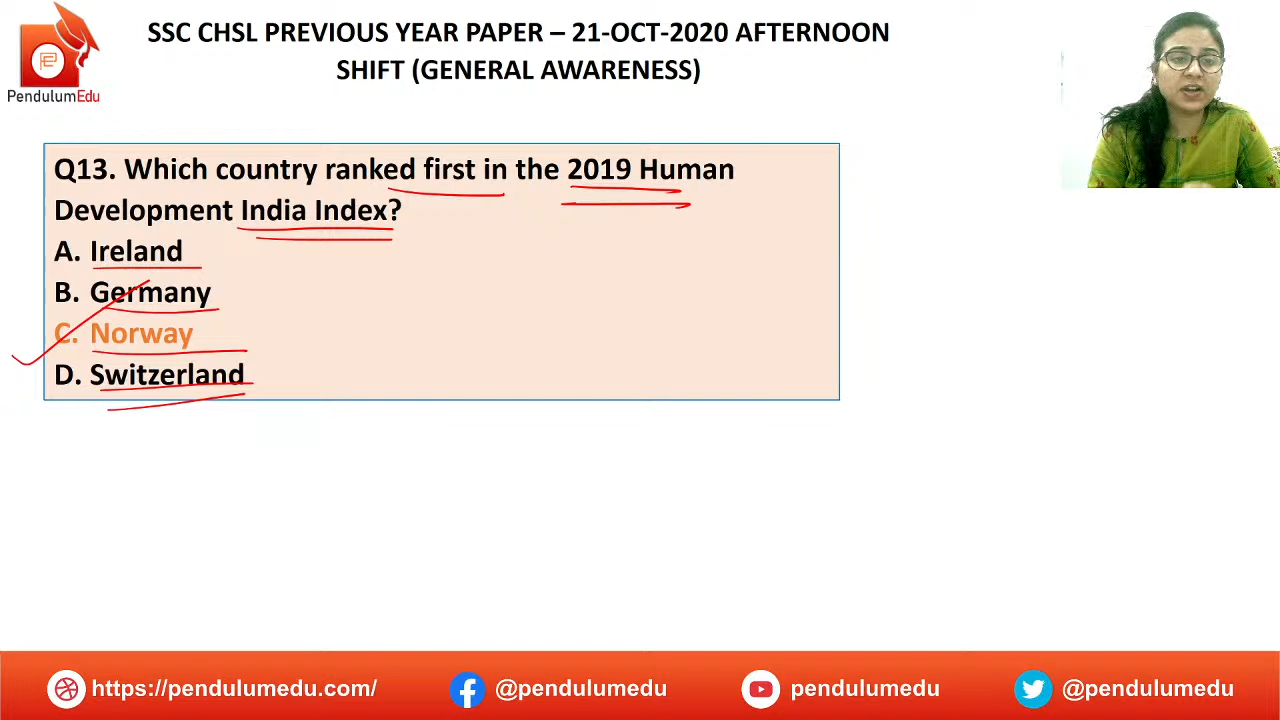 SSC CHSL PREVIOUS YEAR PAPER – 21-OCT-2020 AFTERNOON
SHIFT (GENERAL AWARENESS)
PendulumEdu
Q13. Which country ranked first in the 2019 Human
Development India Index?
A. Ireland
B. Germany
C. Norway
D. Switzerland
https://pendulumedu.com/
@pendulumedu
pendulumedu
@pendulumedu